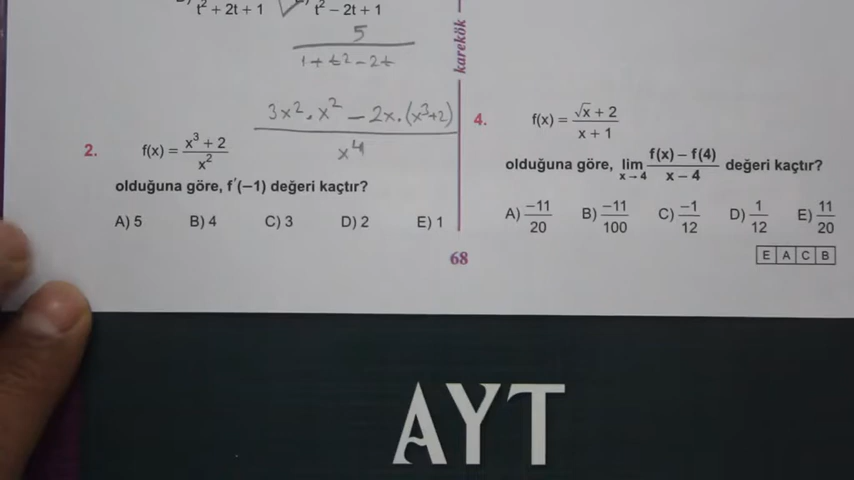 t² + 2t + 1
t² − 2t + 1
5
1 + t² − 2t
karekök
3x² . x² − 2x . (x³+2)
x⁴
2. f(x) = (x³ + 2) / x²
olduğuna göre, f′(−1) değeri kaçtır?
A) 5 B) 4 C) 3 D) 2 E) 1
4. f(x) = (√x + 2) / (x + 1)
olduğuna göre, lim x→4 (f(x) − f(4)) / (x − 4) değeri kaçtır?
A) −11/20 B) −11/100 C) −1/12 D) 1/12 E) 11/20
68
E A C B
AYT